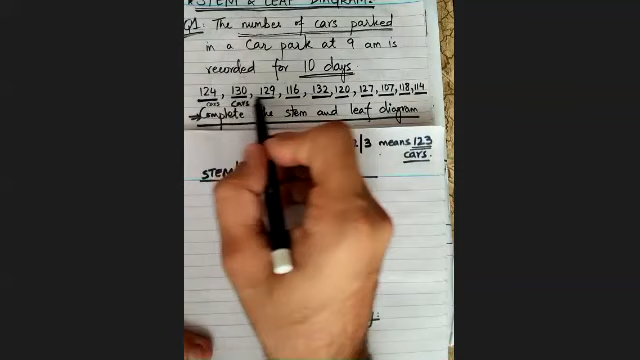 STEM & LEAF DIAGRAM:
Q1: The number of cars parked
in a Car park at 9 am is
recorded for 10 days.
124, 130, 129, 116, 132, 120, 127, 107, 118, 114
cars cars
Complete the stem and leaf diagram
2|3 means 123
cars.
STEM